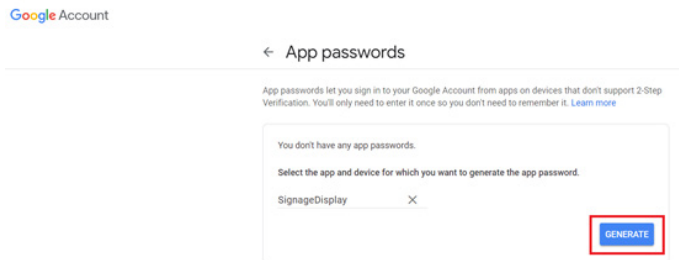 Google Account
← App passwords
App passwords let you sign in to your Google Account from apps on devices that don't support 2-Step
Verification. You'll only need to enter it once so you don't need to remember it. Learn more
You don't have any app passwords.
Select the app and device for which you want to generate the app password.
SignageDisplay ×
GENERATE